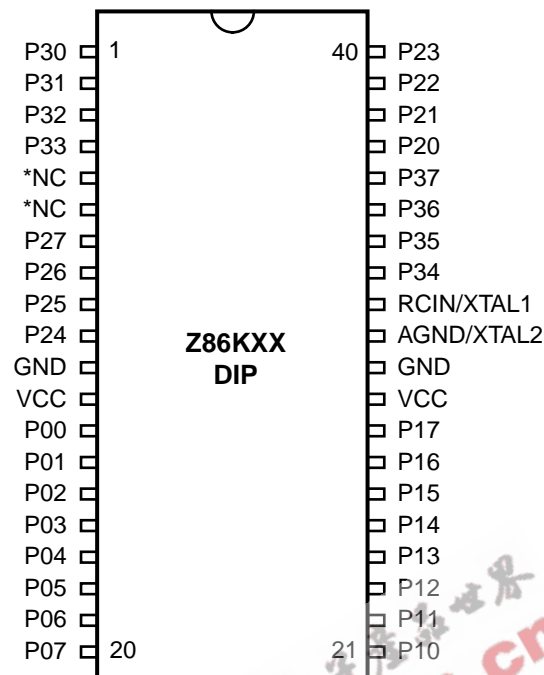 P30 1 40 P23
P31 P22
P32 P21
P33 P20
*NC P37
*NC P36
P27 P35
P26 P34
P25 RCIN/XTAL1
P24 AGND/XTAL2
Z86KXX
DIP
GND GND
VCC VCC
P00 P17
P01 P16
P02 P15
P03 P14
P04 P13
P05 P12
P06 P11
P07 20 21 P10